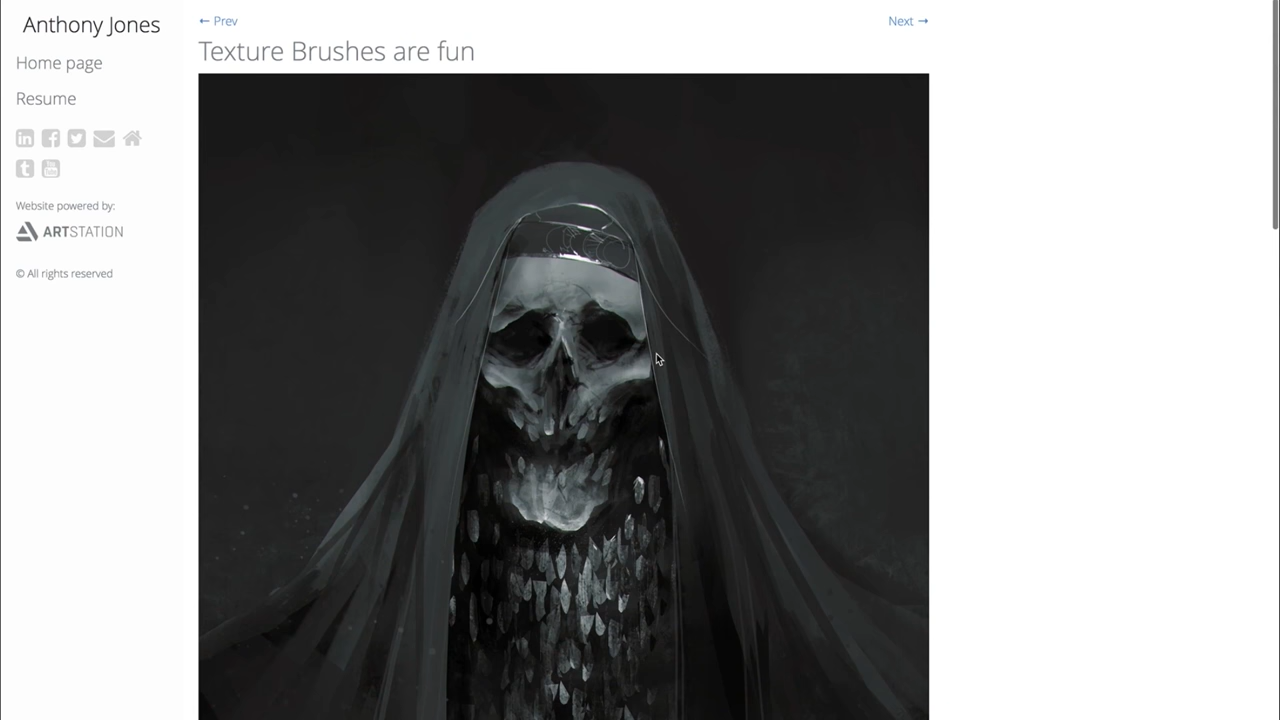 Anthony Jones
Home page
Resume
Website powered by:
ARTSTATION
© All rights reserved
← Prev
Next →
Texture Brushes are fun